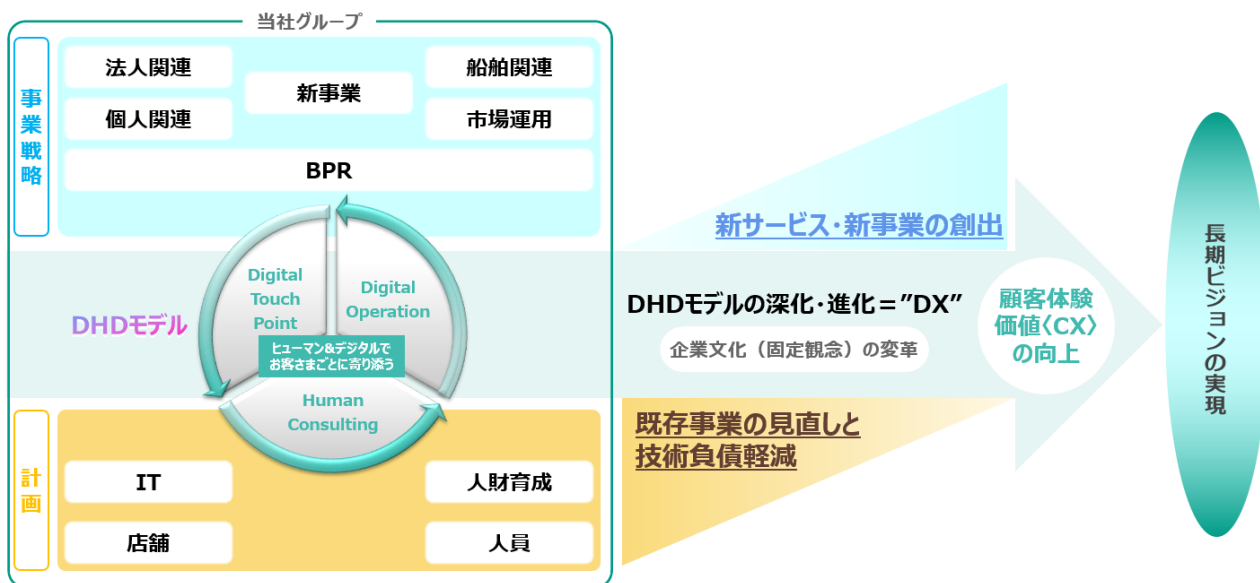 当社グループ
事業戦略
法人関連
新事業
船舶関連
個人関連
市場運用
BPR
DHDモデル
Digital
Touch
Point
Digital
Operation
ヒューマン&デジタルで
お客さまごとに寄り添う
Human
Consulting
計画
IT
人財育成
店舗
人員
新サービス・新事業の創出
DHDモデルの深化・進化=”DX”
企業文化（固定観念）の変革
既存事業の見直しと
技術負債軽減
顧客体験
価値〈CX〉
の向上
長期ビジョンの実現